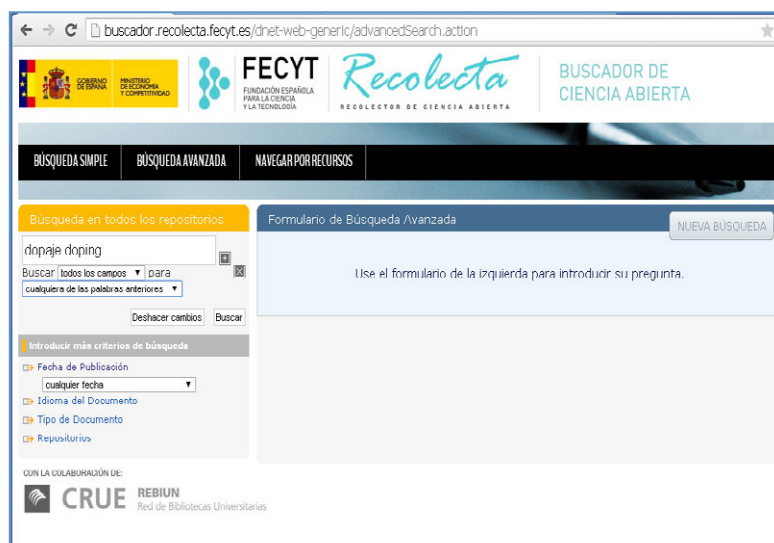 buscador.recolecta.fecyt.es/dnet-web-generic/advancedSearch.action
GOBIERNO DE ESPAÑA
MINISTERIO DE ECONOMÍA Y COMPETITIVIDAD
FECYT
FUNDACIÓN ESPAÑOLA
PARA LA CIENCIA
Y LA TECNOLOGÍA
Recolecta
RECOLECTOR DE CIENCIA ABIERTA
BUSCADOR DE
CIENCIA ABIERTA
BÚSQUEDA SIMPLE BÚSQUEDA AVANZADA NAVEGAR POR RECURSOS
Búsqueda en todos los repositorios
dopaje doping
Buscar todos los campos para
cualquiera de las palabras anteriores
Deshacer cambios Buscar
Introducir más criterios de búsqueda
Fecha de Publicación
cualquier fecha
Idioma del Documento
Tipo de Documento
Repositorios
Formulario de Búsqueda Avanzada
NUEVA BÚSQUEDA
Use el formulario de la izquierda para introducir su pregunta.
CON LA COLABORACIÓN DE:
CRUE
REBIUN
Red de Bibliotecas Universitarias